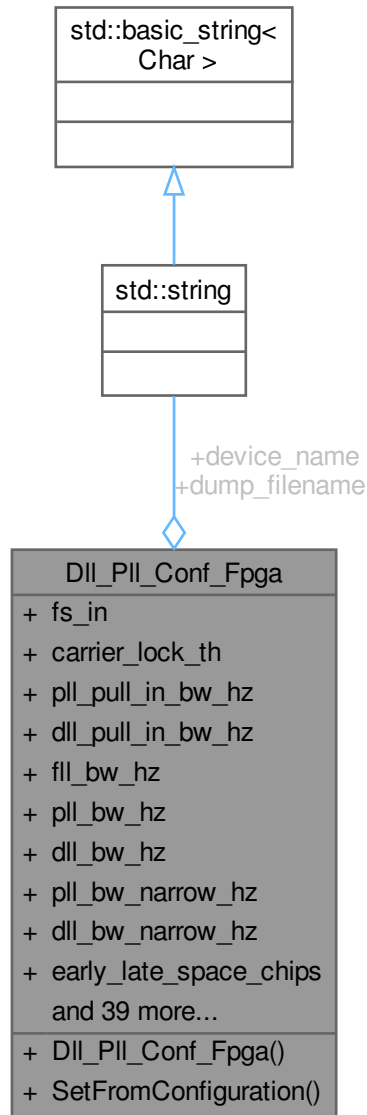 std::basic_string<
Char >
std::string
+device_name
+dump_filename
Dll_Pll_Conf_Fpga
+ fs_in
+ carrier_lock_th
+ pll_pull_in_bw_hz
+ dll_pull_in_bw_hz
+ fll_bw_hz
+ pll_bw_hz
+ dll_bw_hz
+ pll_bw_narrow_hz
+ dll_bw_narrow_hz
+ early_late_space_chips
and 39 more...
+ Dll_Pll_Conf_Fpga()
+ SetFromConfiguration()